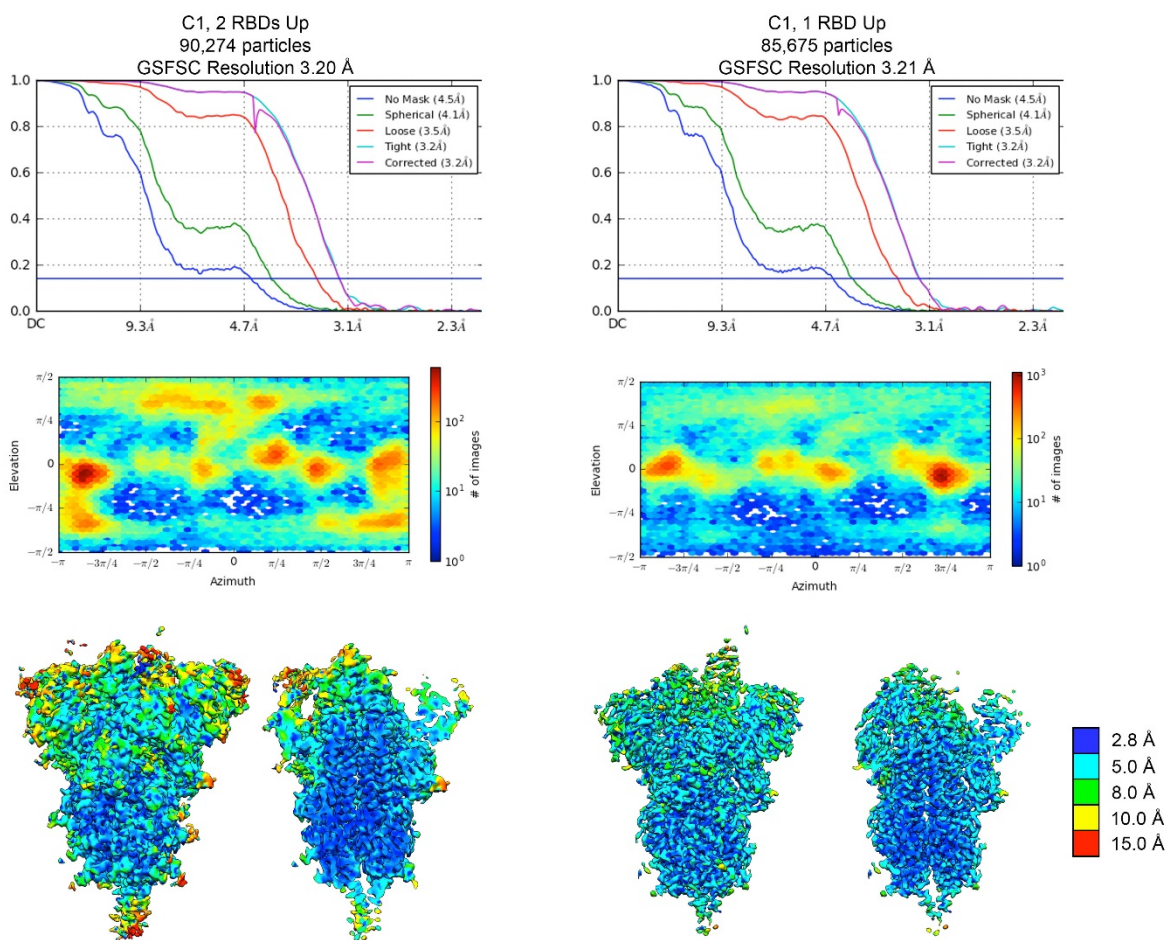 C1, 2 RBDs Up
90,274 particles
GSFSC Resolution 3.20 Å
1.0
0.8
0.6
0.4
0.2
0.0
DC
9.3Å
4.7Å
3.1Å
2.3Å
No Mask (4.5Å)
Spherical (4.1Å)
Loose (3.5Å)
Tight (3.2Å)
Corrected (3.2Å)
C1, 1 RBD Up
85,675 particles
GSFSC Resolution 3.21 Å
1.0
0.8
0.6
0.4
0.2
0.0
DC
9.3Å
4.7Å
3.1Å
2.3Å
No Mask (4.5Å)
Spherical (4.1Å)
Loose (3.5Å)
Tight (3.2Å)
Corrected (3.2Å)
π/2
π/4
0
−π/4
−π/2
Elevation
−π
−3π/4
−π/2
−π/4
0
π/4
π/2
3π/4
π
Azimuth
10²
10¹
10⁰
# of images
π/2
π/4
0
−π/4
−π/2
Elevation
−π
−3π/4
−π/2
−π/4
0
π/4
π/2
3π/4
π
Azimuth
10³
10²
10¹
10⁰
# of images
2.8 Å
5.0 Å
8.0 Å
10.0 Å
15.0 Å